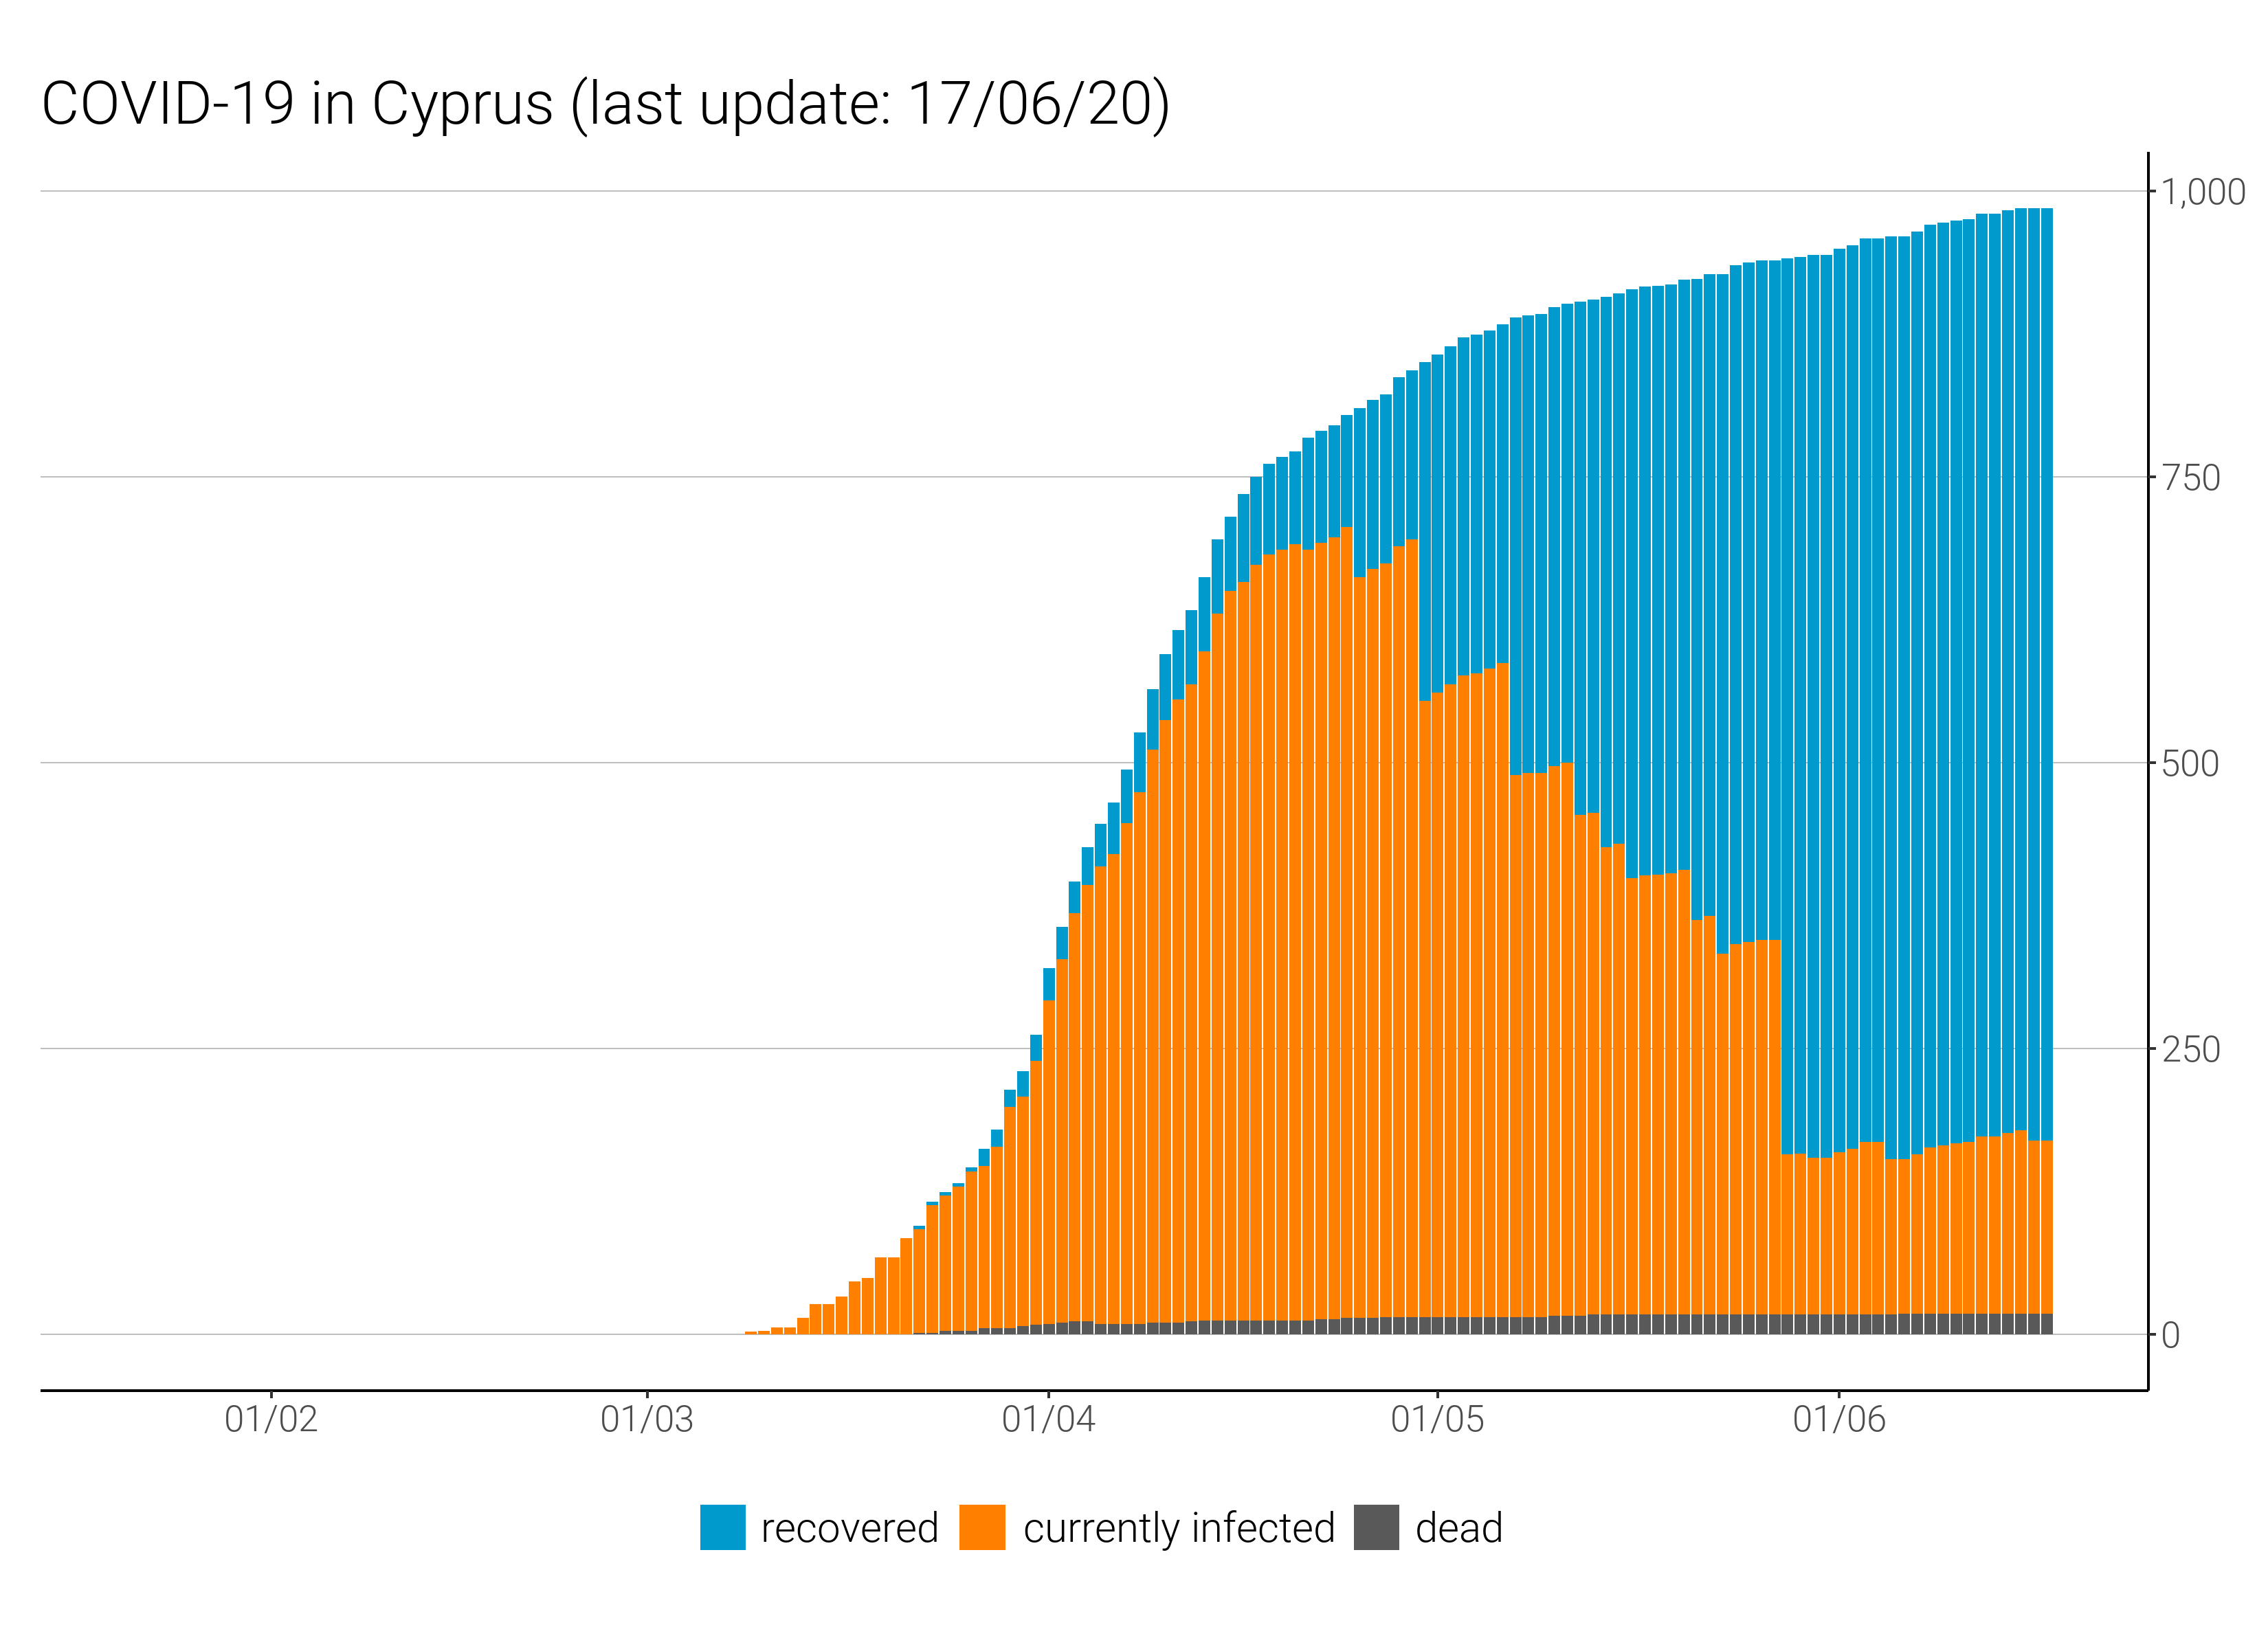 COVID-19 in Cyprus (last update: 17/06/20)
1,000
750
500
250
0
01/02 01/03 01/04 01/05 01/06
recovered currently infected dead